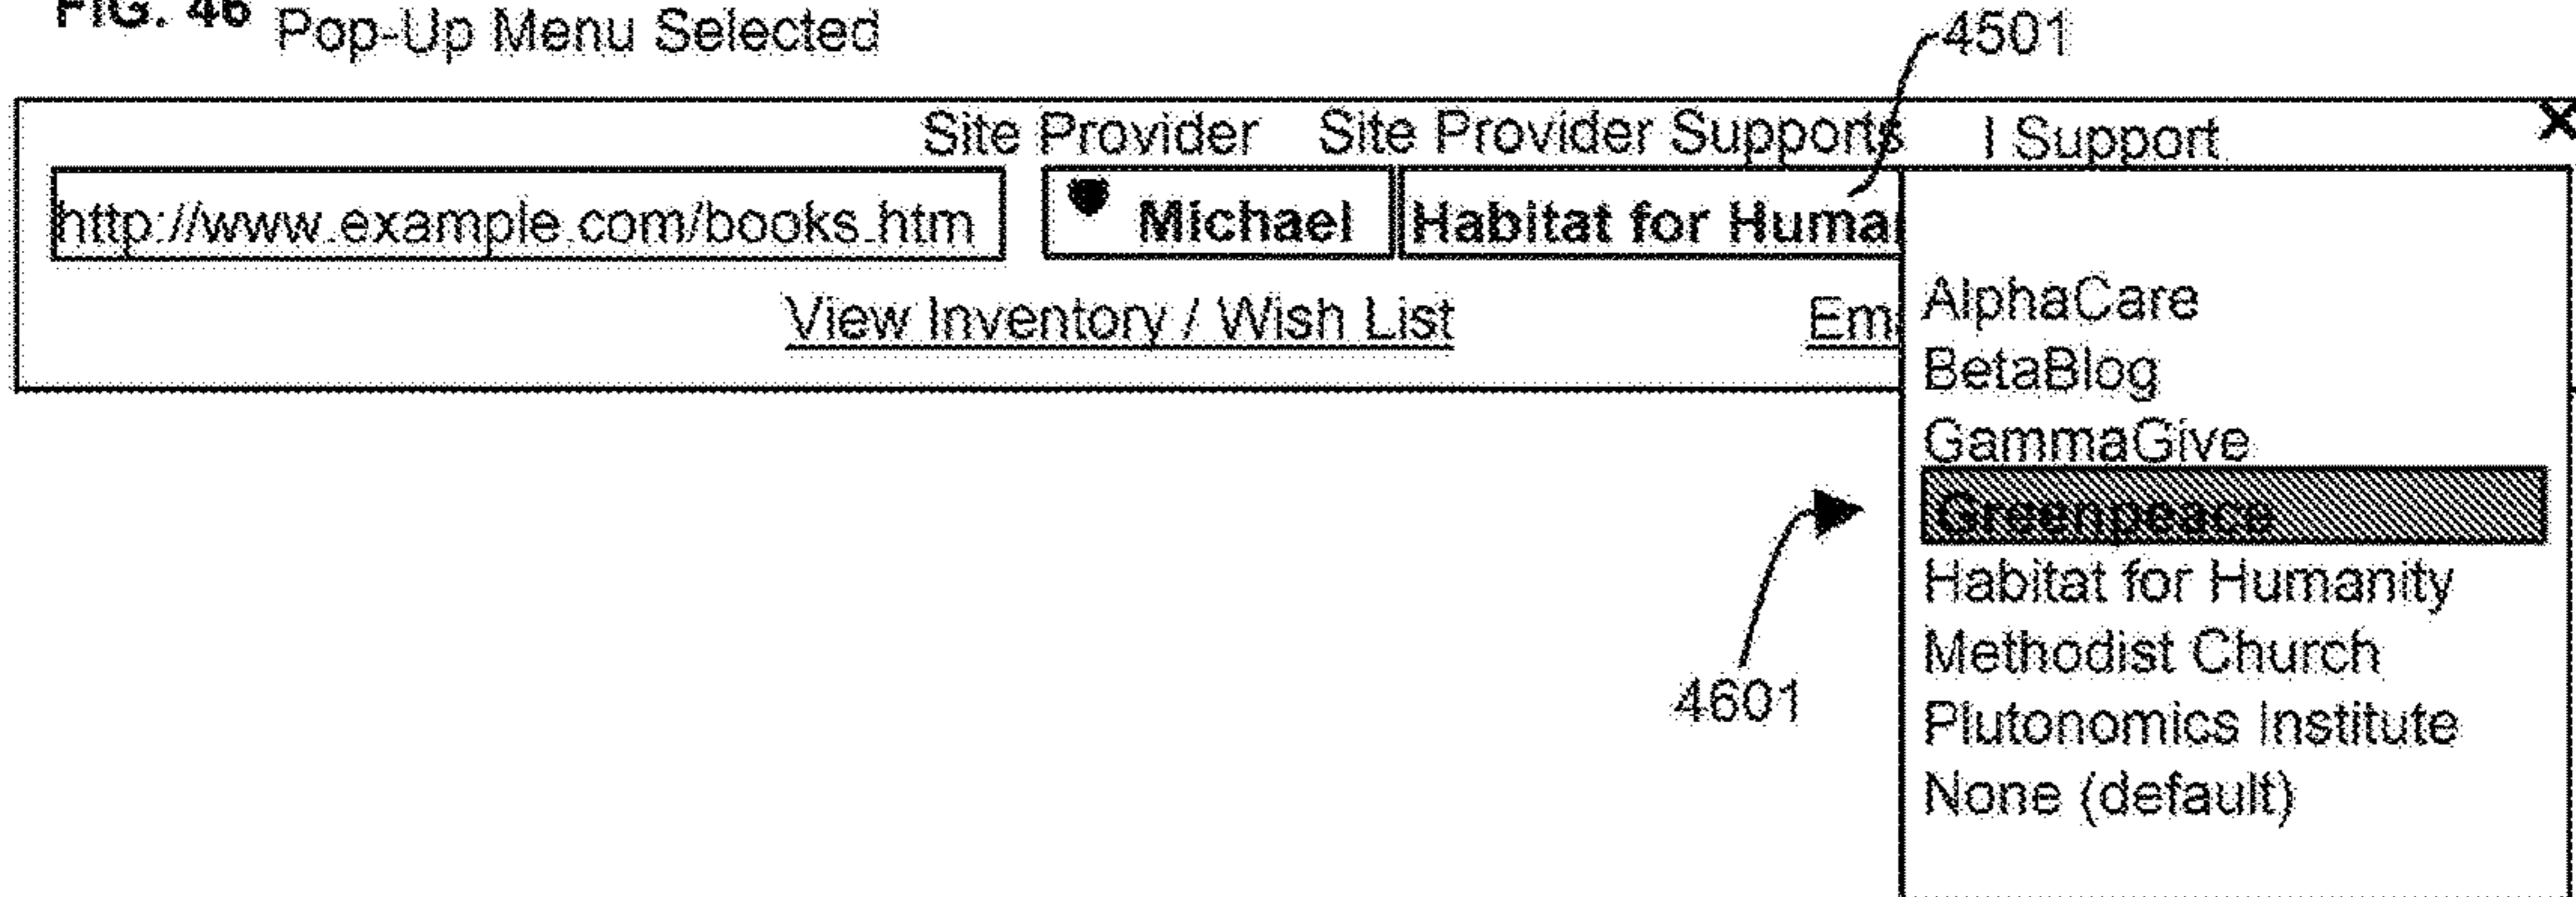 FIG. 46 Pop-Up Menu Selected
4501
Site Provider Site Provider Supports I Support X
http://www.example.com/books.htm Michael Habitat for Huma
View Inventory / Wish List Em
AlphaCare
BetaBlog
GammaGive
Greenpeace
Habitat for Humanity
4601
Methodist Church
Plutonomics Institute
None (default)